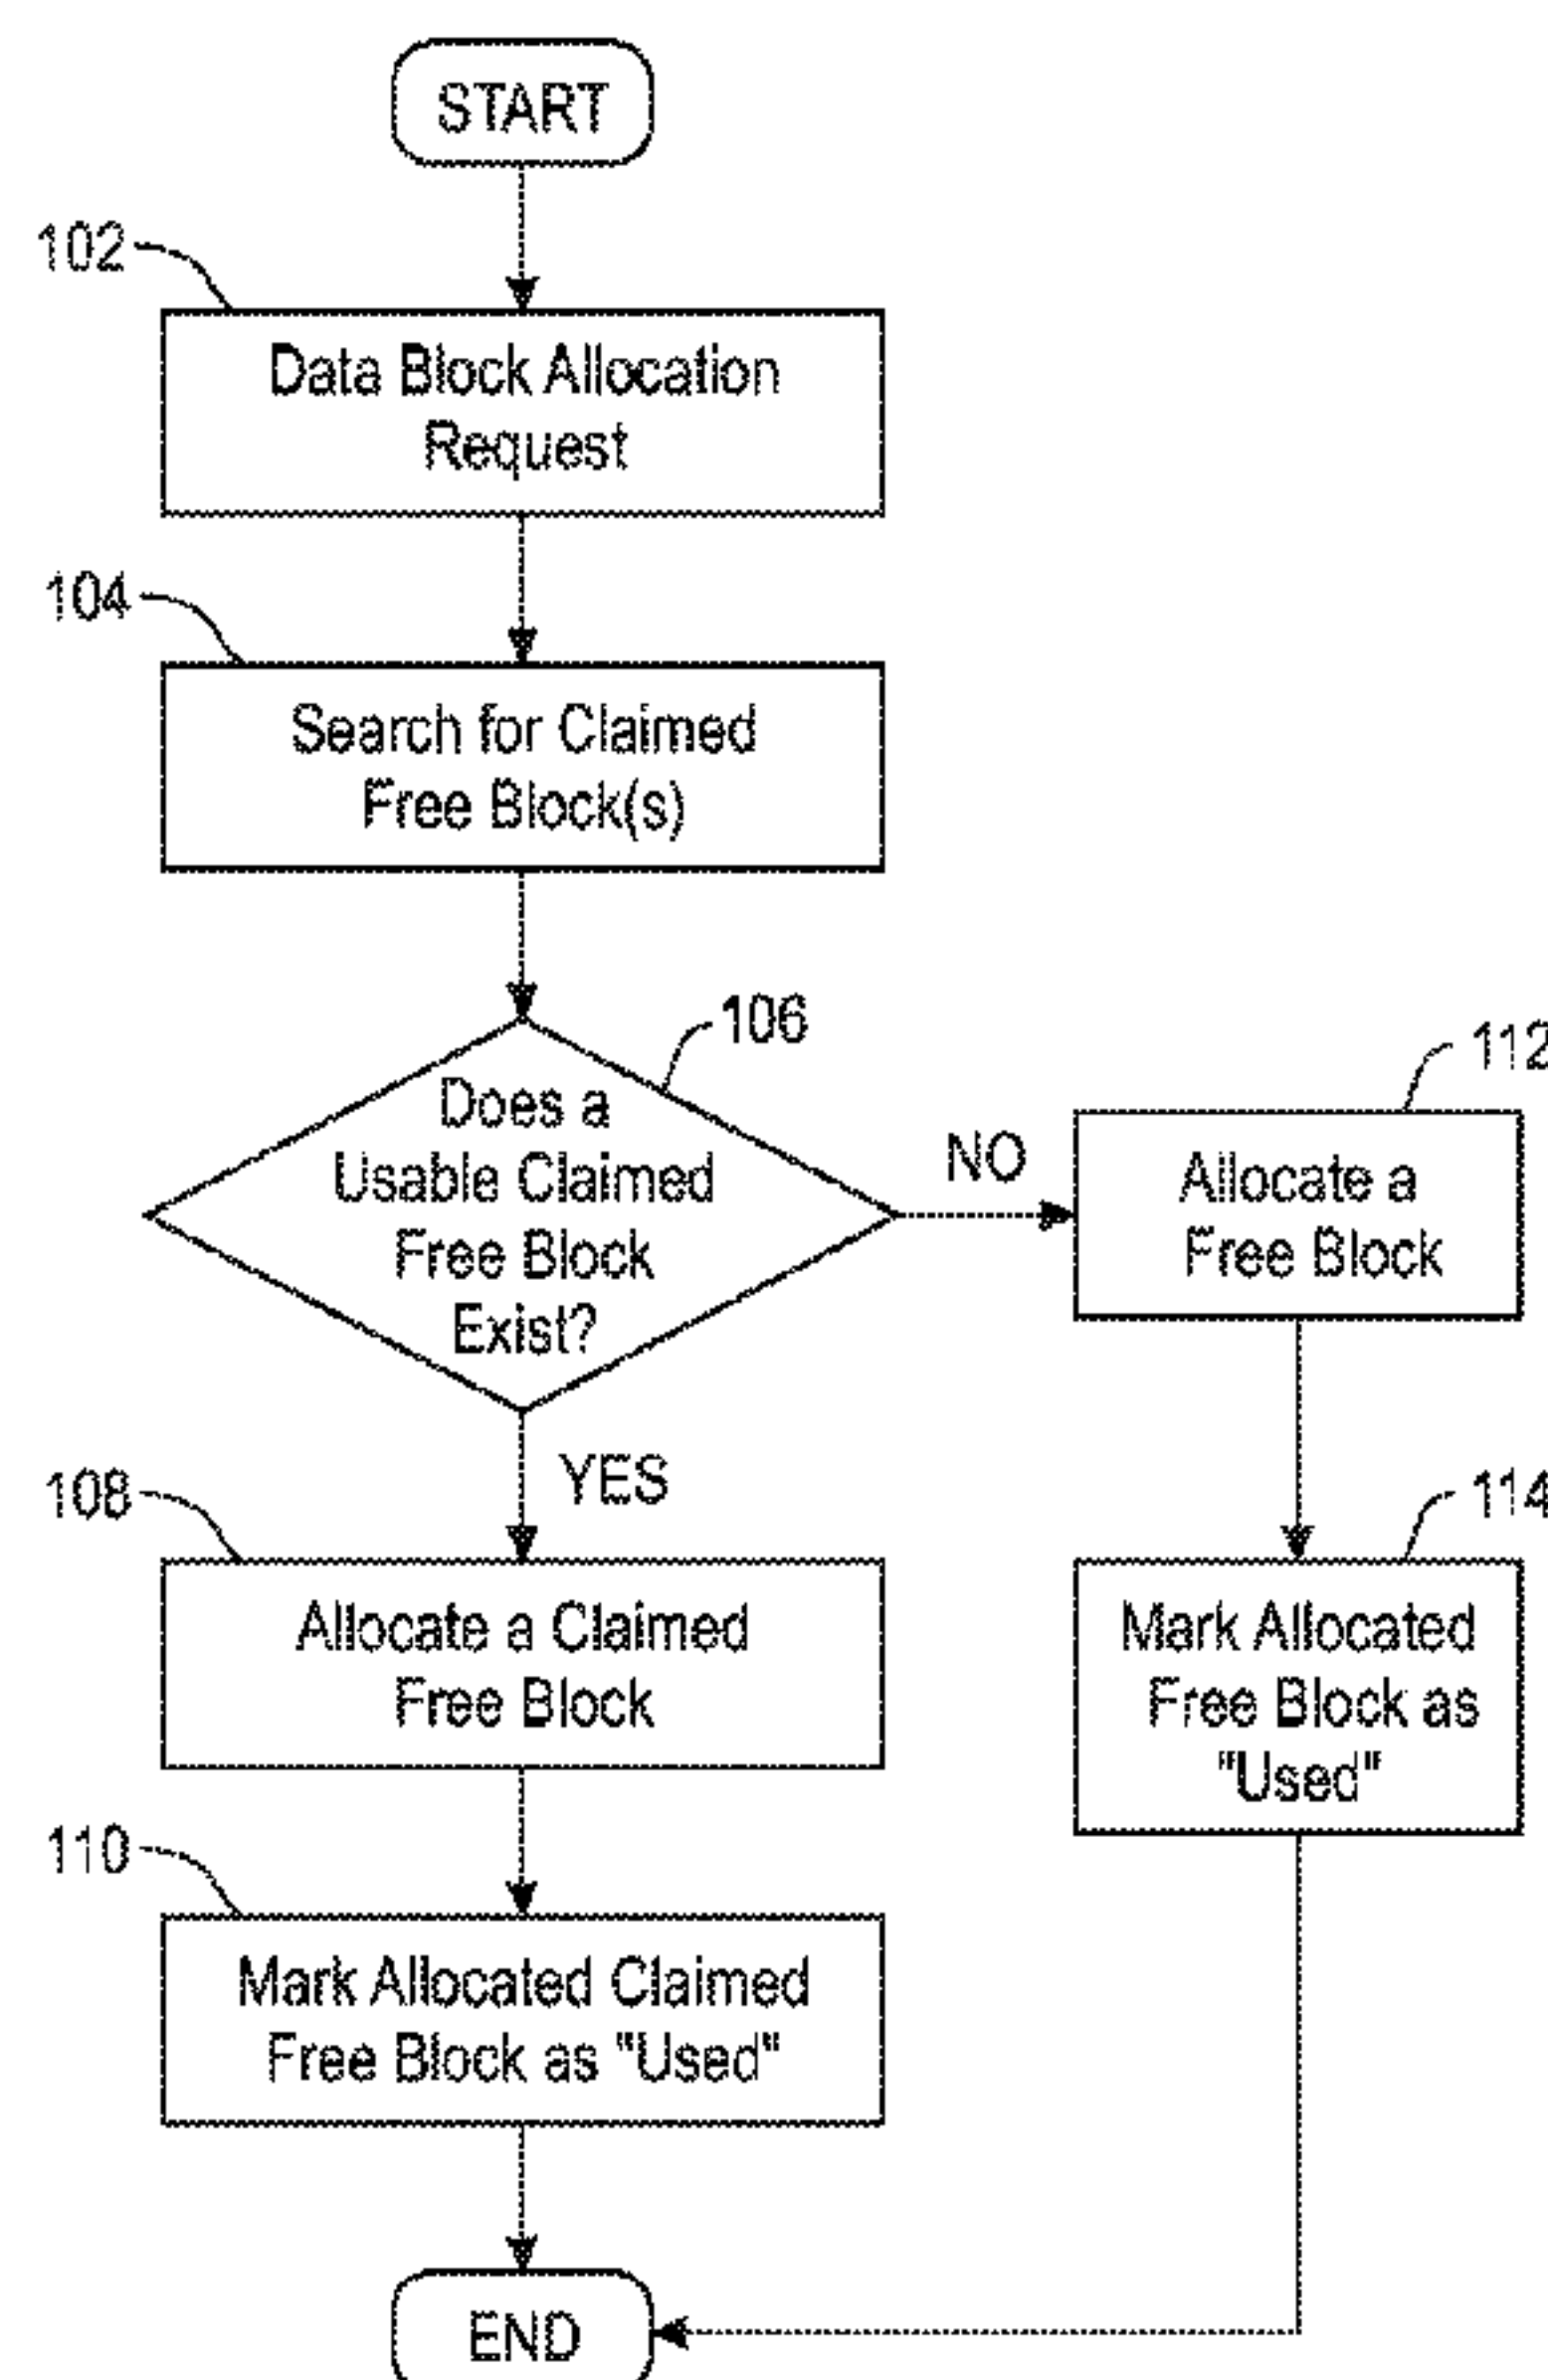 START
102
Data Block Allocation
Request
104
Search for Claimed
Free Block(s)
106
Does a
Usable Claimed
Free Block
Exist?
NO
112
Allocate a
Free Block
YES
108
Allocate a Claimed
Free Block
114
Mark Allocated
Free Block as
"Used"
110
Mark Allocated Claimed
Free Block as "Used"
END